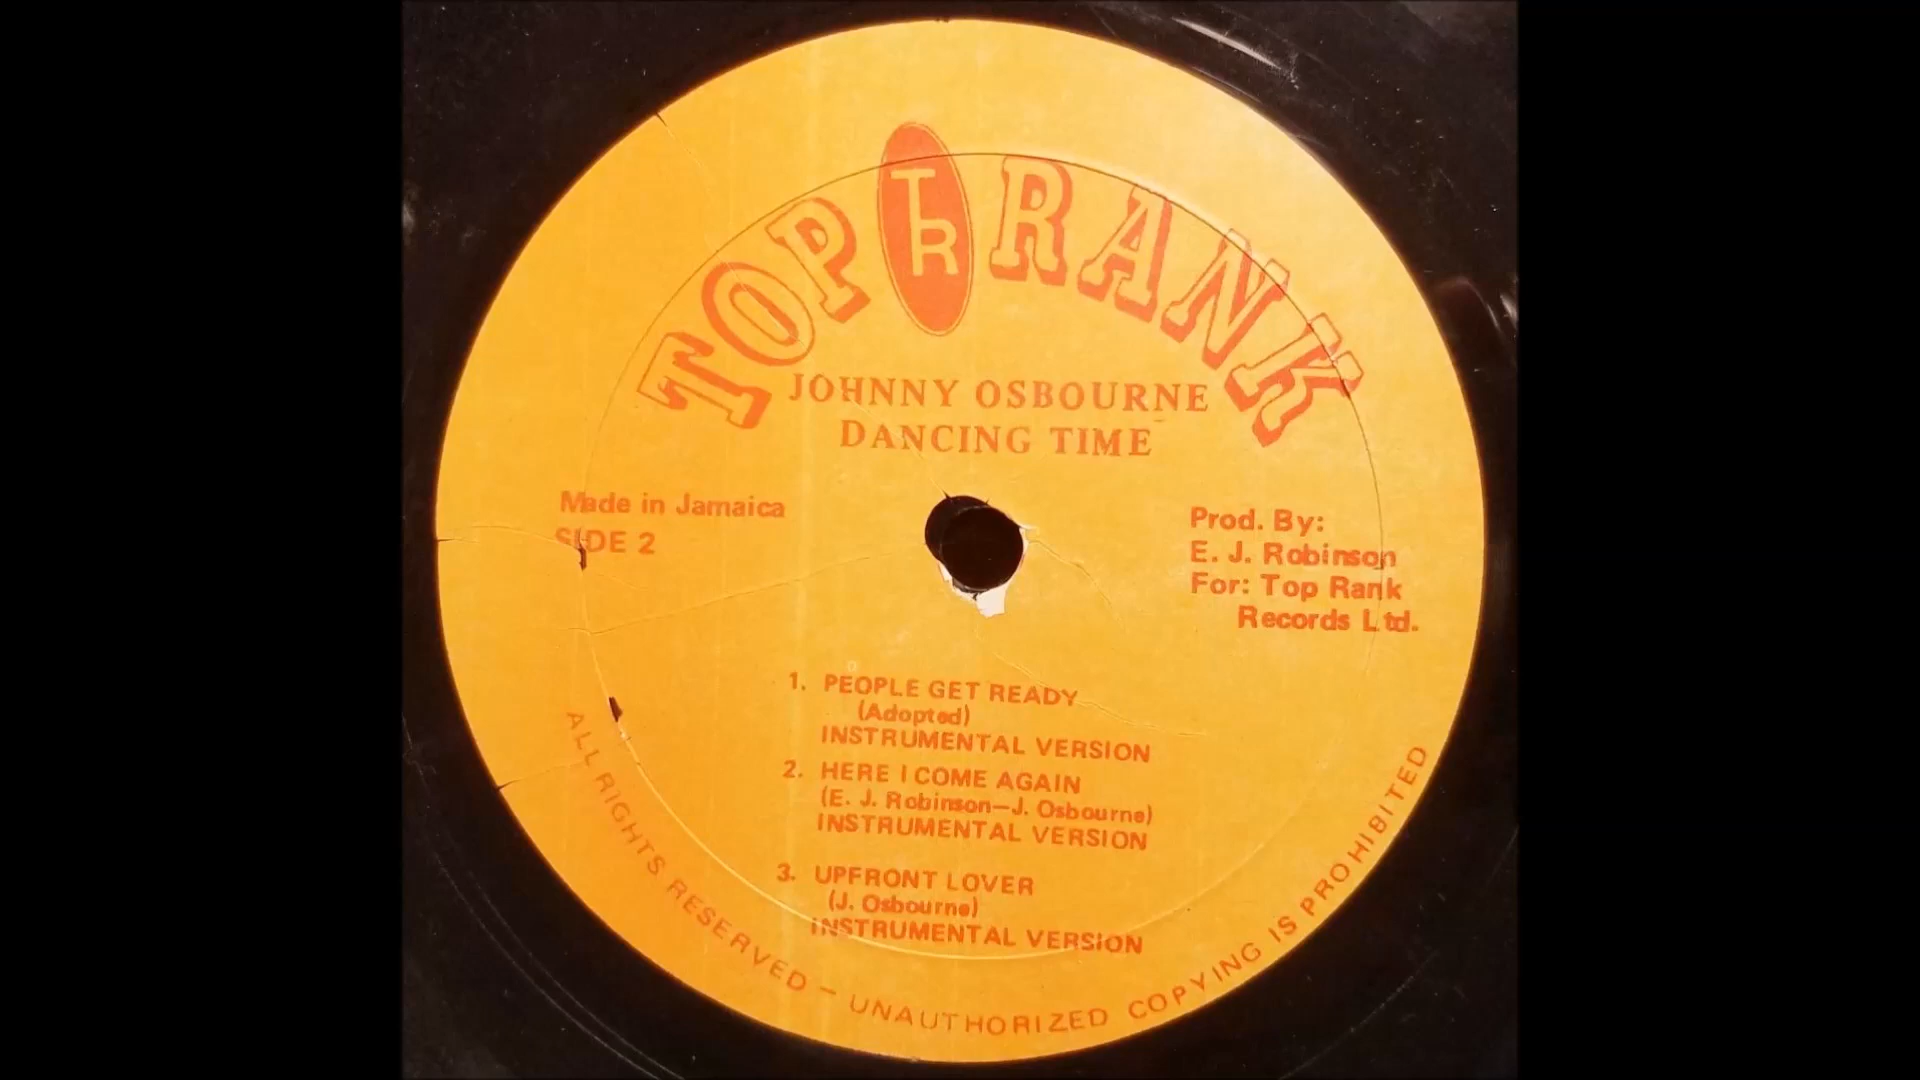 TOP TR RANK
JOHNNY OSBOURNE
DANCING TIME
Made in Jamaica
SIDE 2
Prod. By:
E. J. Robinson
For: Top Rank
Records Ltd.
1. PEOPLE GET READY
(Adopted)
INSTRUMENTAL VERSION
2. HERE I COME AGAIN
(E. J. Robinson—J. Osbourne)
INSTRUMENTAL VERSION
3. UPFRONT LOVER
(J. Osbourne)
INSTRUMENTAL VERSION
ALL RIGHTS RESERVED — UNAUTHORIZED COPYING IS PROHIBITED